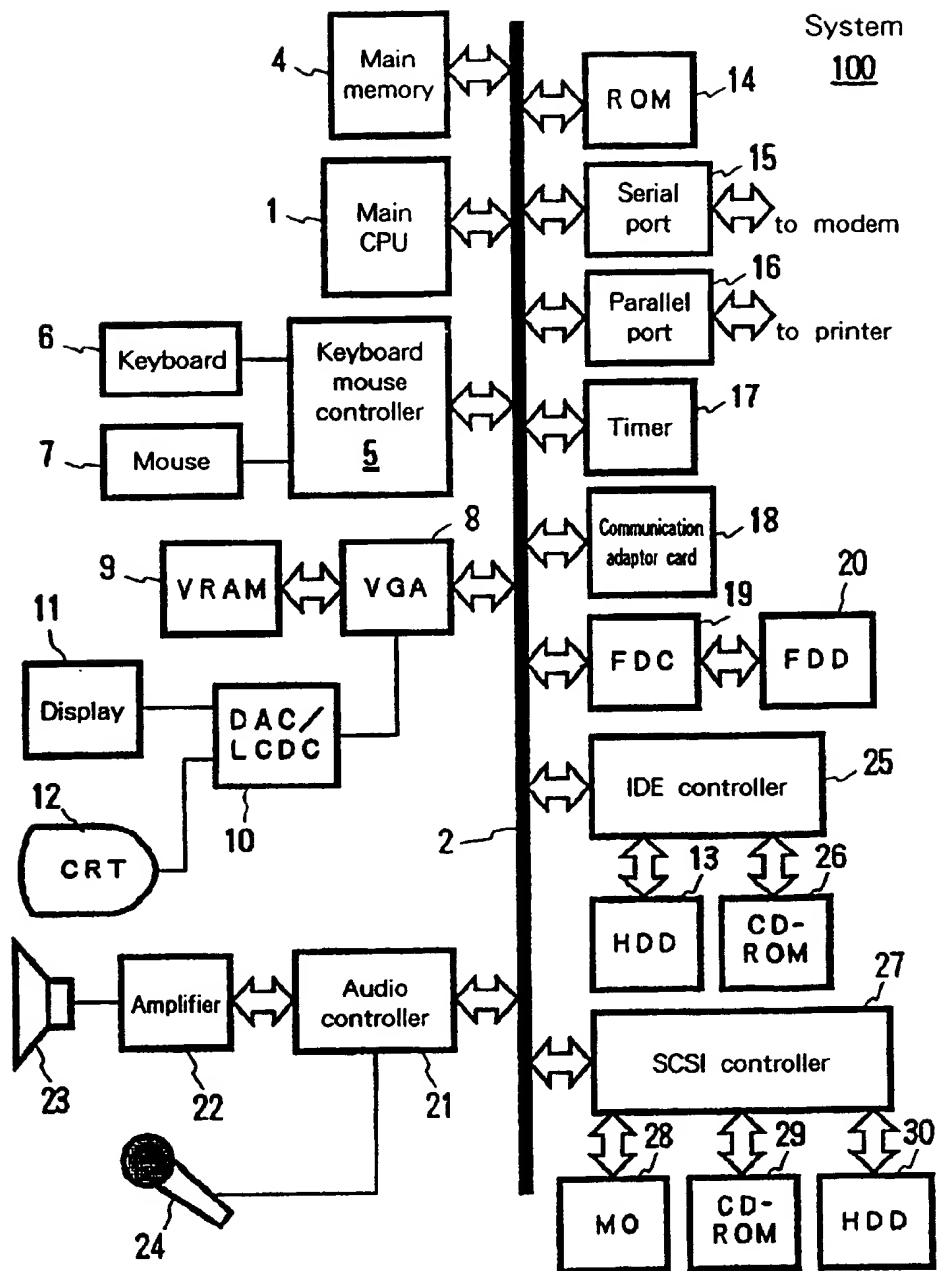 System
100
4
Main
memory
14
ROM
1
Main
CPU
15
Serial
port
to modem
16
Parallel
port
to printer
6
Keyboard
Keyboard
mouse
controller
5
7
Mouse
17
Timer
18
Communication
adaptor card
9
VRAM
8
VGA
19
FDC
20
FDD
11
Display
DAC/
LCDC
10
12
CRT
2
25
IDE controller
13
HDD
26
CD-
ROM
23
Amplifier
22
Audio
controller
21
24
27
SCSI controller
28
MO
29
CD-
ROM
30
HDD